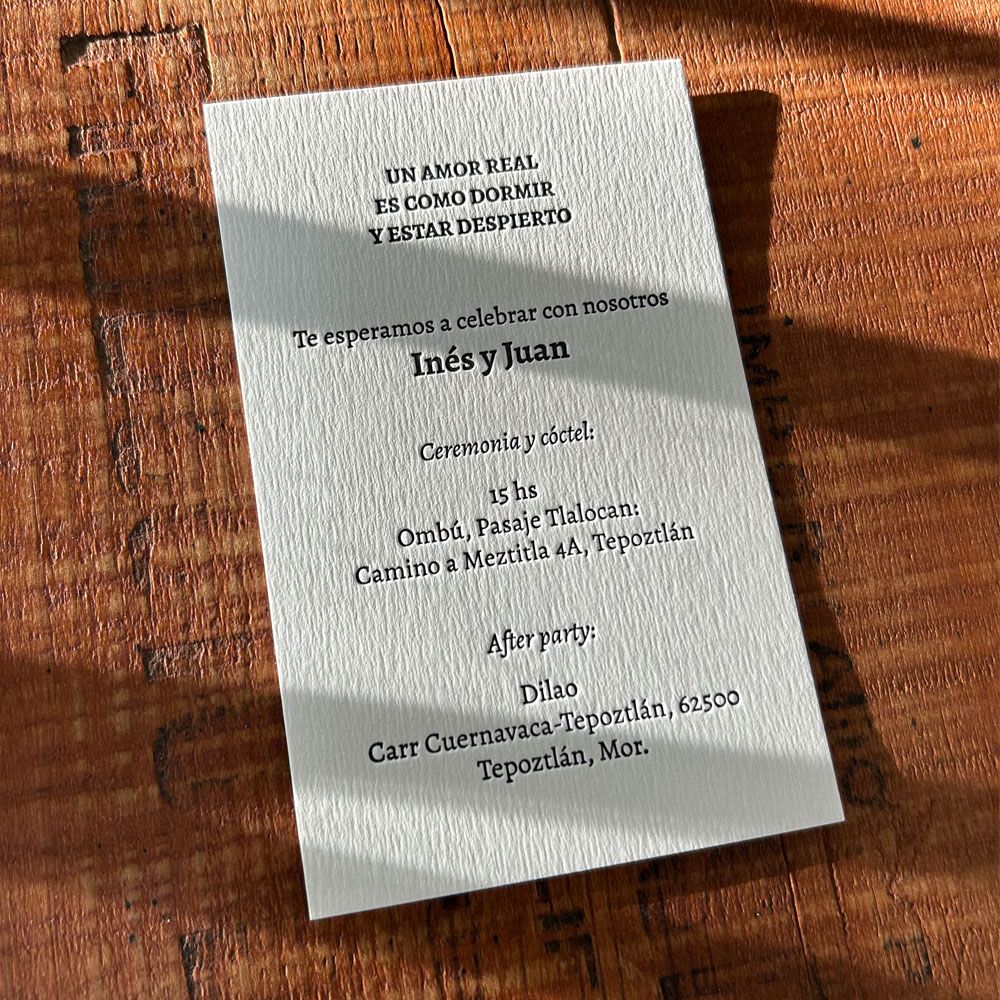 UN AMOR REAL
ES COMO DORMIR
Y ESTAR DESPIERTO
Te esperamos a celebrar con nosotros
Inés y Juan
Ceremonia y cóctel:
15 hs
Ombú, Pasaje Tlalocan:
Camino a Meztitla 4A, Tepoztlán
After party:
Dilao
Carr Cuernavaca-Tepoztlán, 62500
Tepoztlán, Mor.